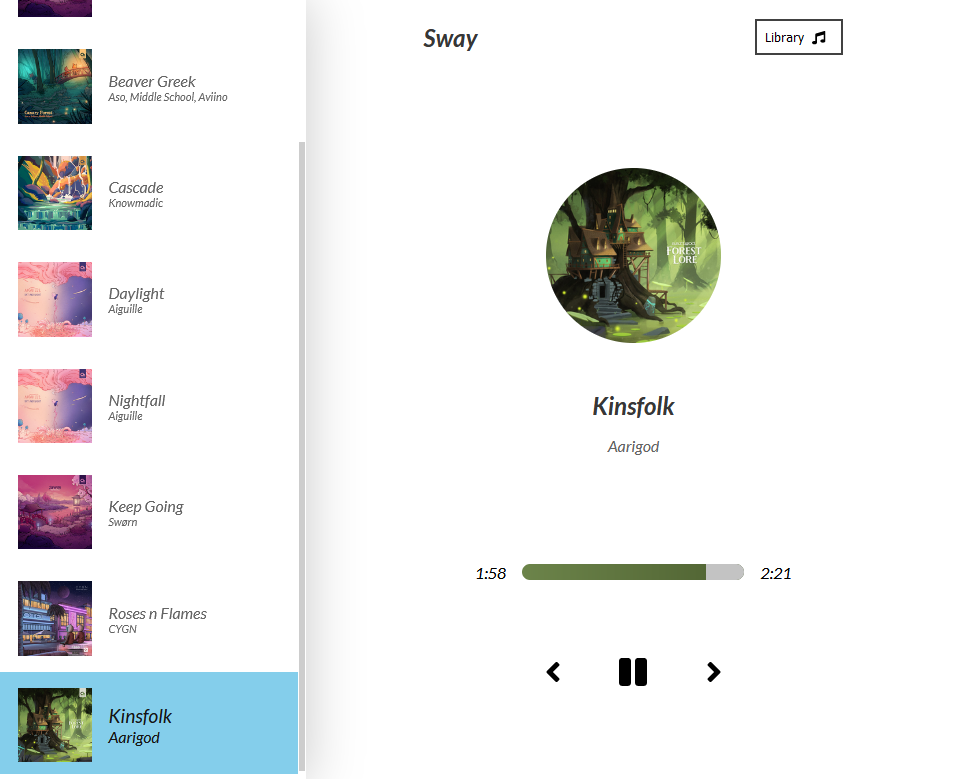 Beaver Greek
Aso, Middle School, Aviino
Cascade
Knowmadic
Daylight
Aiguille
Nightfall
Aiguille
Keep Going
Swørn
Roses n Flames
CYGN
Kinsfolk
Aarigod
Sway
Library
FOREST
LORE
Kinsfolk
Aarigod
1:58
2:21